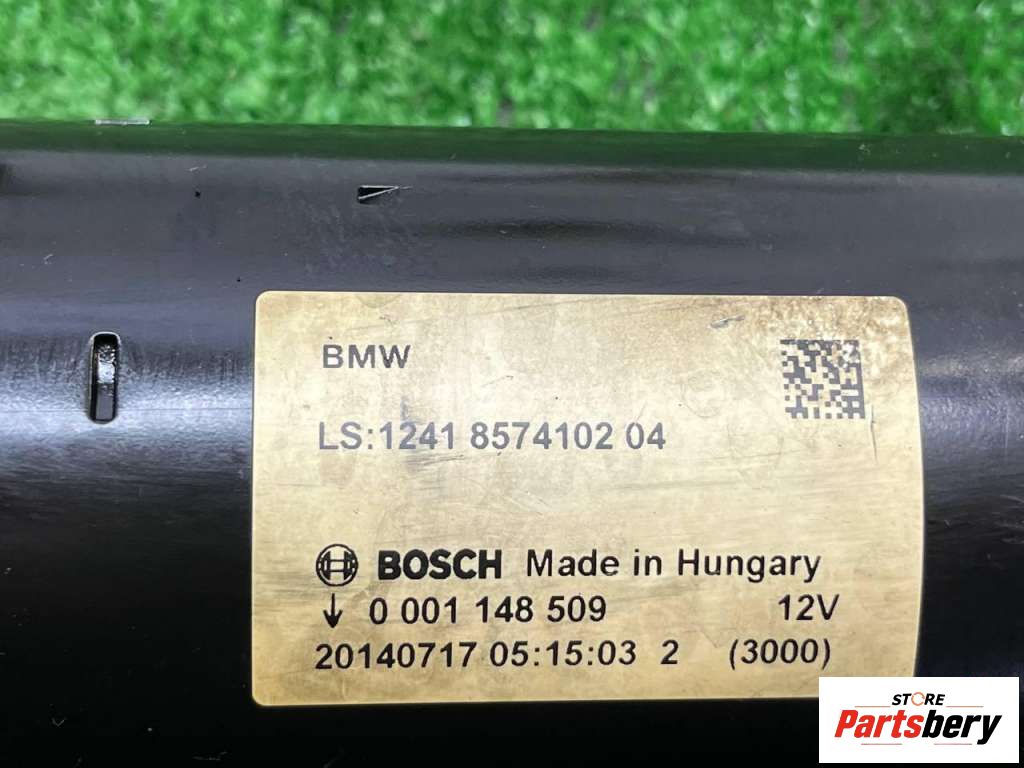 BMW
LS:1241 8574102 04
BOSCH Made in Hungary
↓ 0 001 148 509 12V
20140717 05:15:03 2 (3000)
STORE
Partsbery